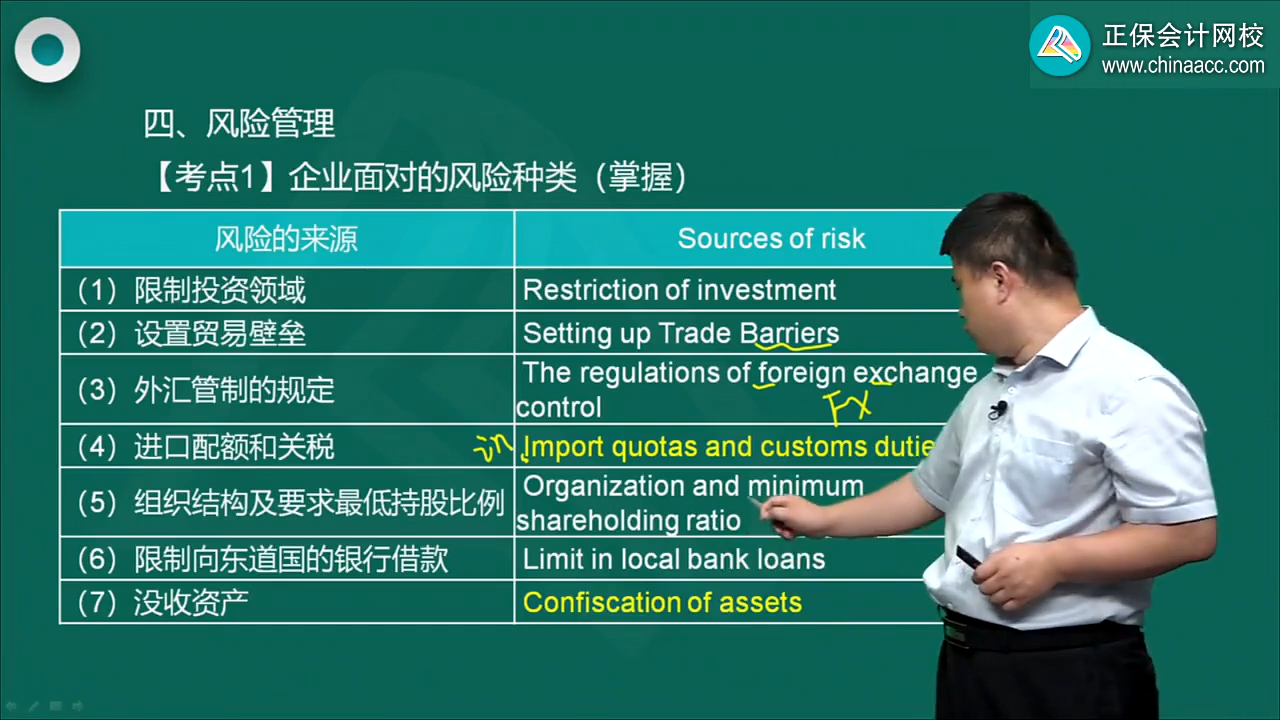 正保会计网校
www.chinaacc.com
四、风险管理
【考点1】企业面对的风险种类（掌握）
风险的来源
Sources of risk
（1）限制投资领域
Restriction of investment
（2）设置贸易壁垒
Setting up Trade Barriers
（3）外汇管制的规定
The regulations of foreign exchange
control
FX
（4）进口配额和关税
in
Import quotas and customs dutie
（5）组织结构及要求最低持股比例
Organization and minimum
shareholding ratio
（6）限制向东道国的银行借款
Limit in local bank loans
（7）没收资产
Confiscation of assets